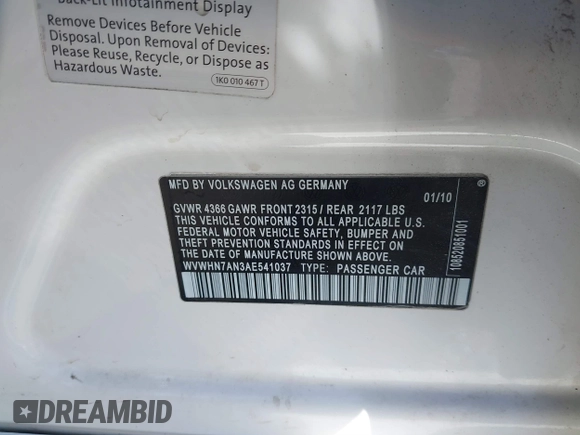 Back-Lit Infotainment Display
Remove Devices Before Vehicle
Disposal. Upon Removal of Devices:
Please Reuse, Recycle, or Dispose as
Hazardous Waste.
1K0 010 467 T
MFD BY VOLKSWAGEN AG GERMANY
01/10
GVWR 4366 GAWR FRONT 2315 / REAR 2117 LBS
THIS VEHICLE CONFORMS TO ALL APPLICABLE U.S.
FEDERAL MOTOR VEHICLE SAFETY, BUMPER AND
THEFT PREVENTION STANDARDS IN EFFECT ON
THE DATE OF MANUFACTURE SHOWN ABOVE.
WVWHN7AN3AE541037 TYPE: PASSENGER CAR
108520851001
®
DREAMBID